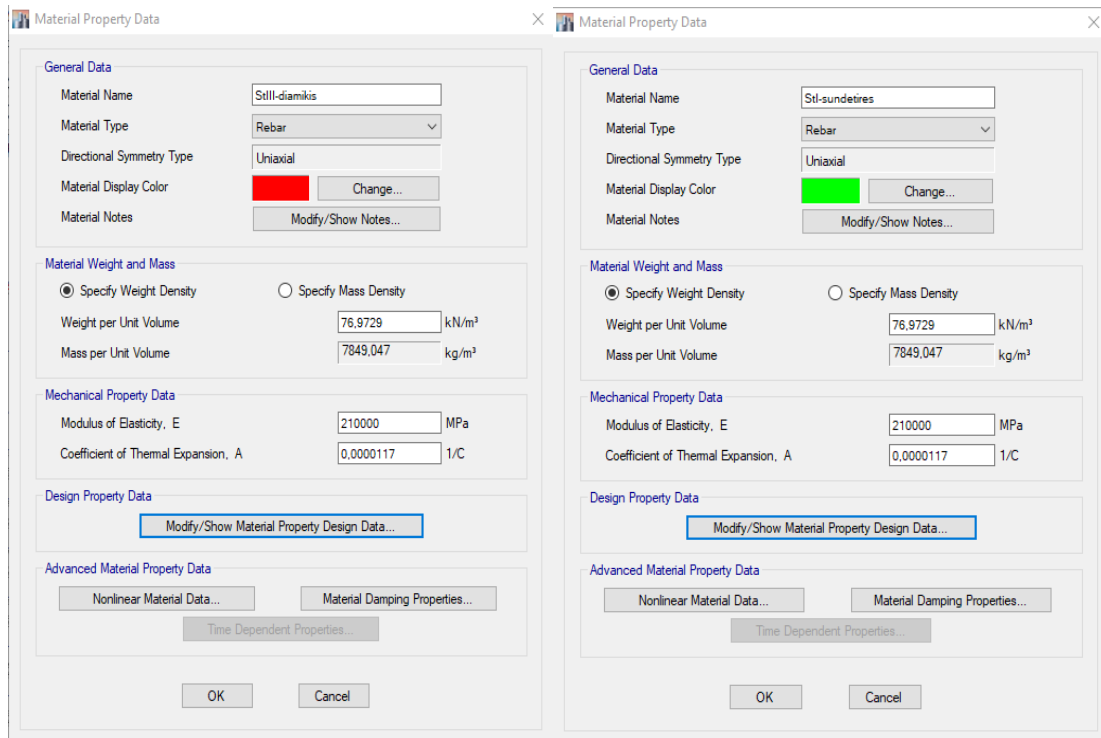 Material Property Data
General Data
Material Name StIII-diamikis
Material Type Rebar
Directional Symmetry Type Uniaxial
Material Display Color Change...
Material Notes Modify/Show Notes...
Material Weight and Mass
Specify Weight Density Specify Mass Density
Weight per Unit Volume 76,9729 kN/m³
Mass per Unit Volume 7849,047 kg/m³
Mechanical Property Data
Modulus of Elasticity, E 210000 MPa
Coefficient of Thermal Expansion, A 0,0000117 1/C
Design Property Data
Modify/Show Material Property Design Data...
Advanced Material Property Data
Nonlinear Material Data... Material Damping Properties...
Time Dependent Properties...
OK Cancel
Material Property Data
General Data
Material Name StI-sundetires
Material Type Rebar
Directional Symmetry Type Uniaxial
Material Display Color Change...
Material Notes Modify/Show Notes...
Material Weight and Mass
Specify Weight Density Specify Mass Density
Weight per Unit Volume 76,9729 kN/m³
Mass per Unit Volume 7849,047 kg/m³
Mechanical Property Data
Modulus of Elasticity, E 210000 MPa
Coefficient of Thermal Expansion, A 0,0000117 1/C
Design Property Data
Modify/Show Material Property Design Data...
Advanced Material Property Data
Nonlinear Material Data... Material Damping Properties...
Time Dependent Properties...
OK Cancel